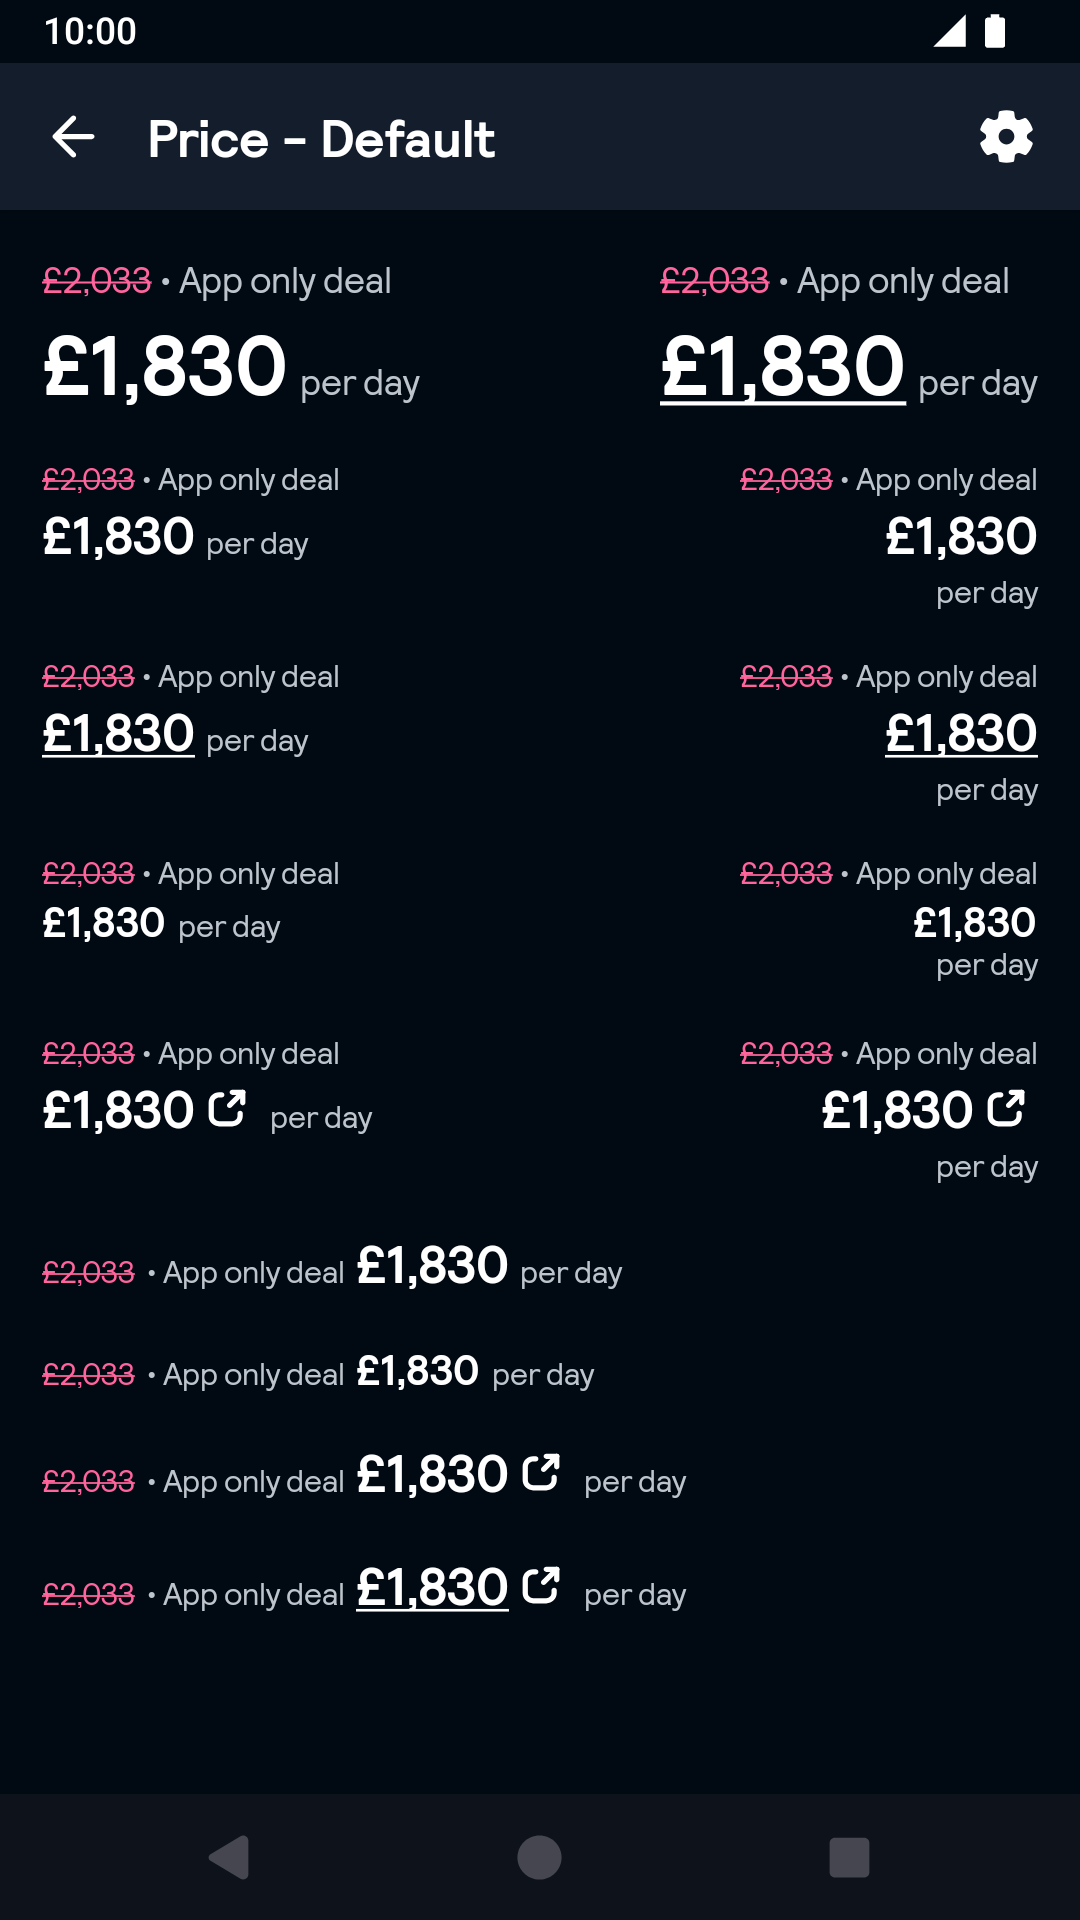 10:00
Price - Default
£2,033 • App only deal
£1,830 per day
£2,033 • App only deal
£1,830 per day
£2,033 • App only deal
£1,830 per day
£2,033 • App only deal
£1,830
per day
£2,033 • App only deal
£1,830 per day
£2,033 • App only deal
£1,830
per day
£2,033 • App only deal
£1,830 per day
£2,033 • App only deal
£1,830
per day
£2,033 • App only deal
£1,830 per day
£2,033 • App only deal
£1,830
per day
£2,033 • App only deal £1,830 per day
£2,033 • App only deal £1,830 per day
£2,033 • App only deal £1,830 per day
£2,033 • App only deal £1,830 per day